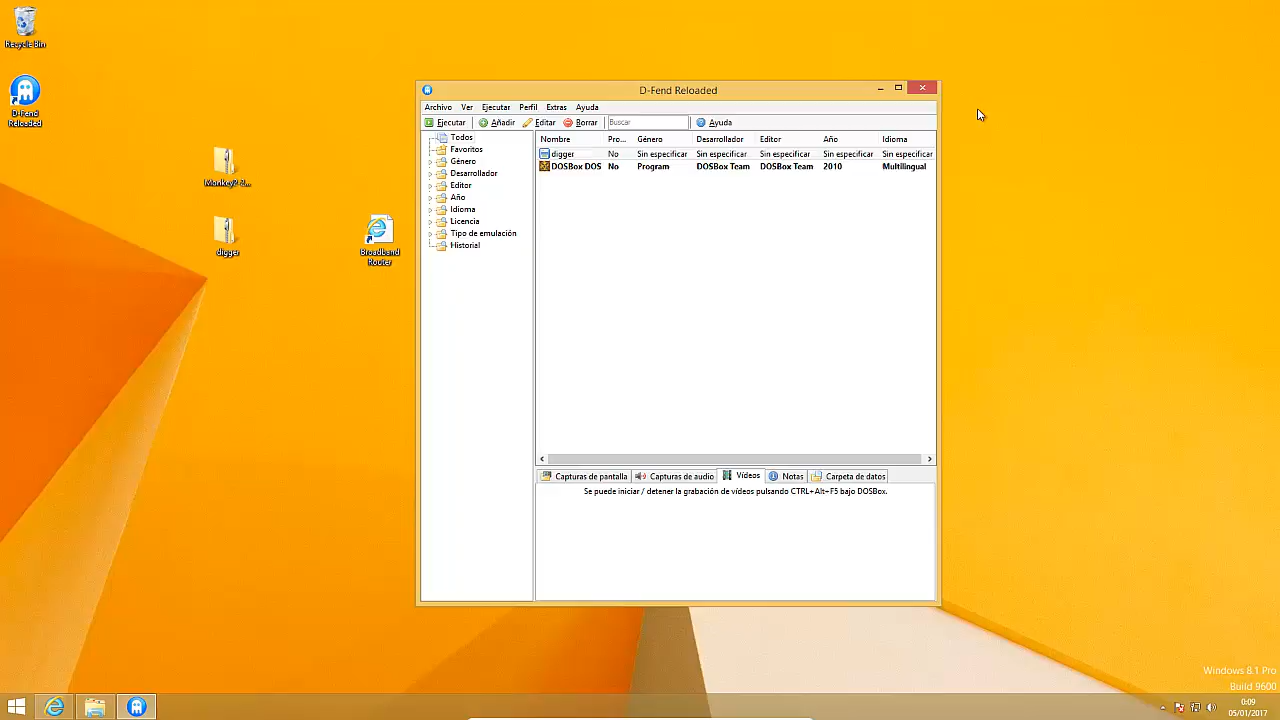 Recycle Bin
D-Fend
Reloaded
Monkey2-2...
digger
Broadband
Router
D-Fend Reloaded
Archivo Ver Ejecutar Perfil Extras Ayuda
Ejecutar Añadir Editar Borrar Buscar Ayuda
Todos
Favoritos
Género
Desarrollador
Editor
Año
Idioma
Licencia
Tipo de emulación
Historial
Nombre Pro... Género Desarrollador Editor Año Idioma
digger No Sin especificar Sin especificar Sin especificar Sin especificar Sin especificar
DOSBox DOS No Program DOSBox Team DOSBox Team 2010 Multilingual
Capturas de pantalla Capturas de audio Vídeos Notas Carpeta de datos
Se puede iniciar / detener la grabación de vídeos pulsando CTRL+Alt+F5 bajo DOSBox.
Windows 8.1 Pro
Build 9600
0:09
05/01/2017